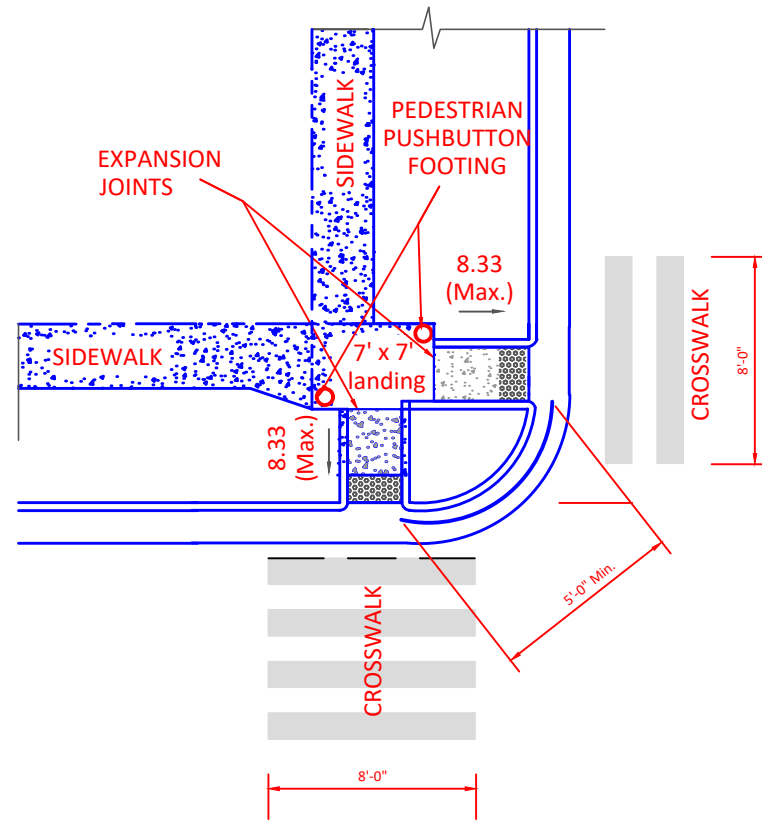 SIDEWALK
PEDESTRIAN
PUSHBUTTON
FOOTING
EXPANSION
JOINTS
8.33
(Max.)
SIDEWALK
7' x 7'
landing
CROSSWALK
8'-0"
8.33
(Max.)
5'-0" Min.
CROSSWALK
8'-0"